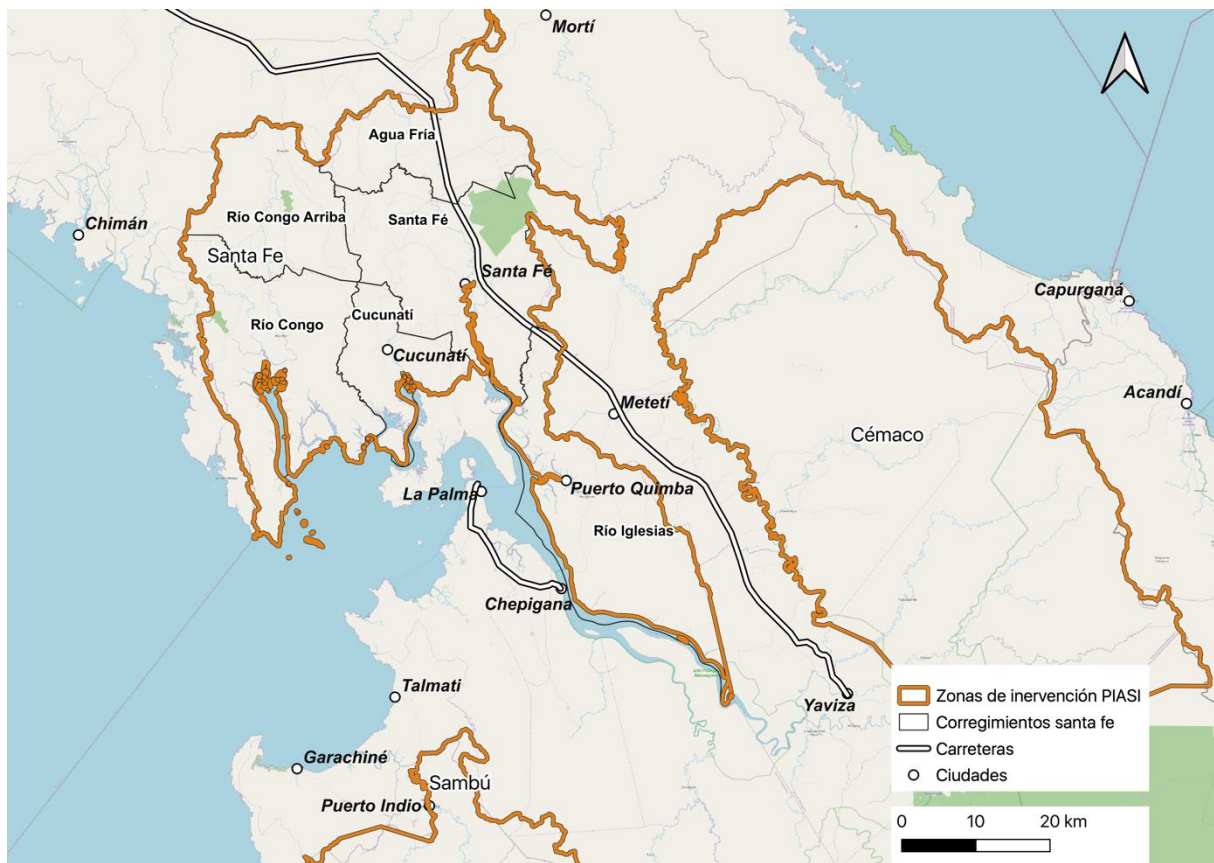 Mortí
Agua Fría
Río Congo Arriba
Santa Fé
Chimán
Santa Fe
Santa Fé
Capurganá
Río Congo
Cucunatí
Cucunatí
Metetí
Acandí
Cémaco
La Palma
Puerto Quimba
Río Iglesias
Chepigana
Talmati
Yaviza
Garachiné
Sambú
Puerto Indio
Zonas de inervención PIASI
Corregimientos santa fe
Carreteras
Ciudades
0 10 20 km